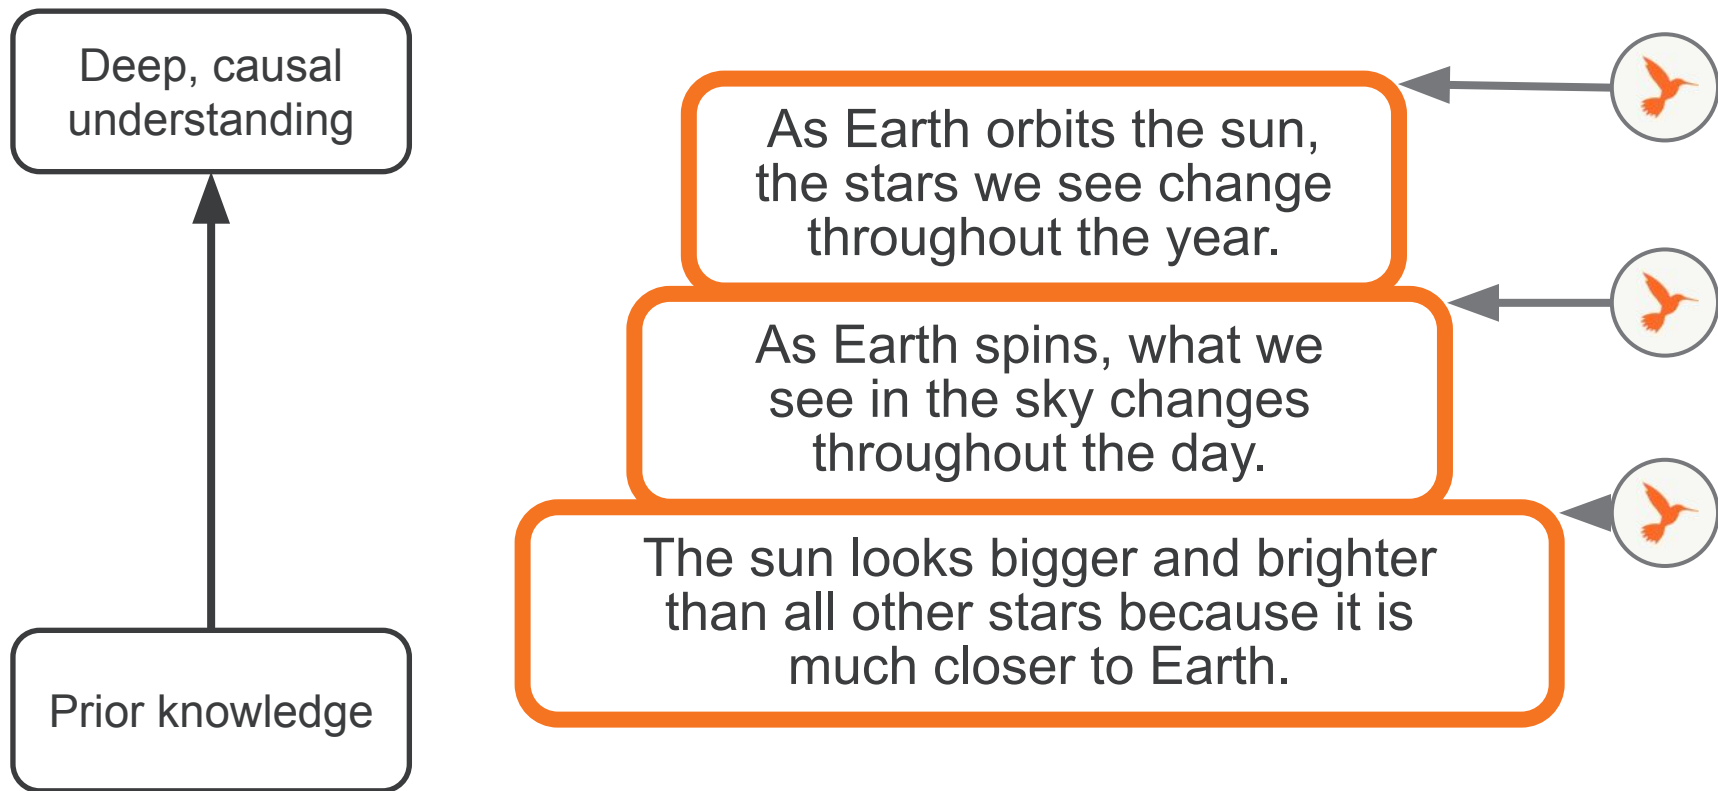 Deep, causal
understanding
Prior knowledge
As Earth orbits the sun,
the stars we see change
throughout the year.
As Earth spins, what we
see in the sky changes
throughout the day.
The sun looks bigger and brighter
than all other stars because it is
much closer to Earth.